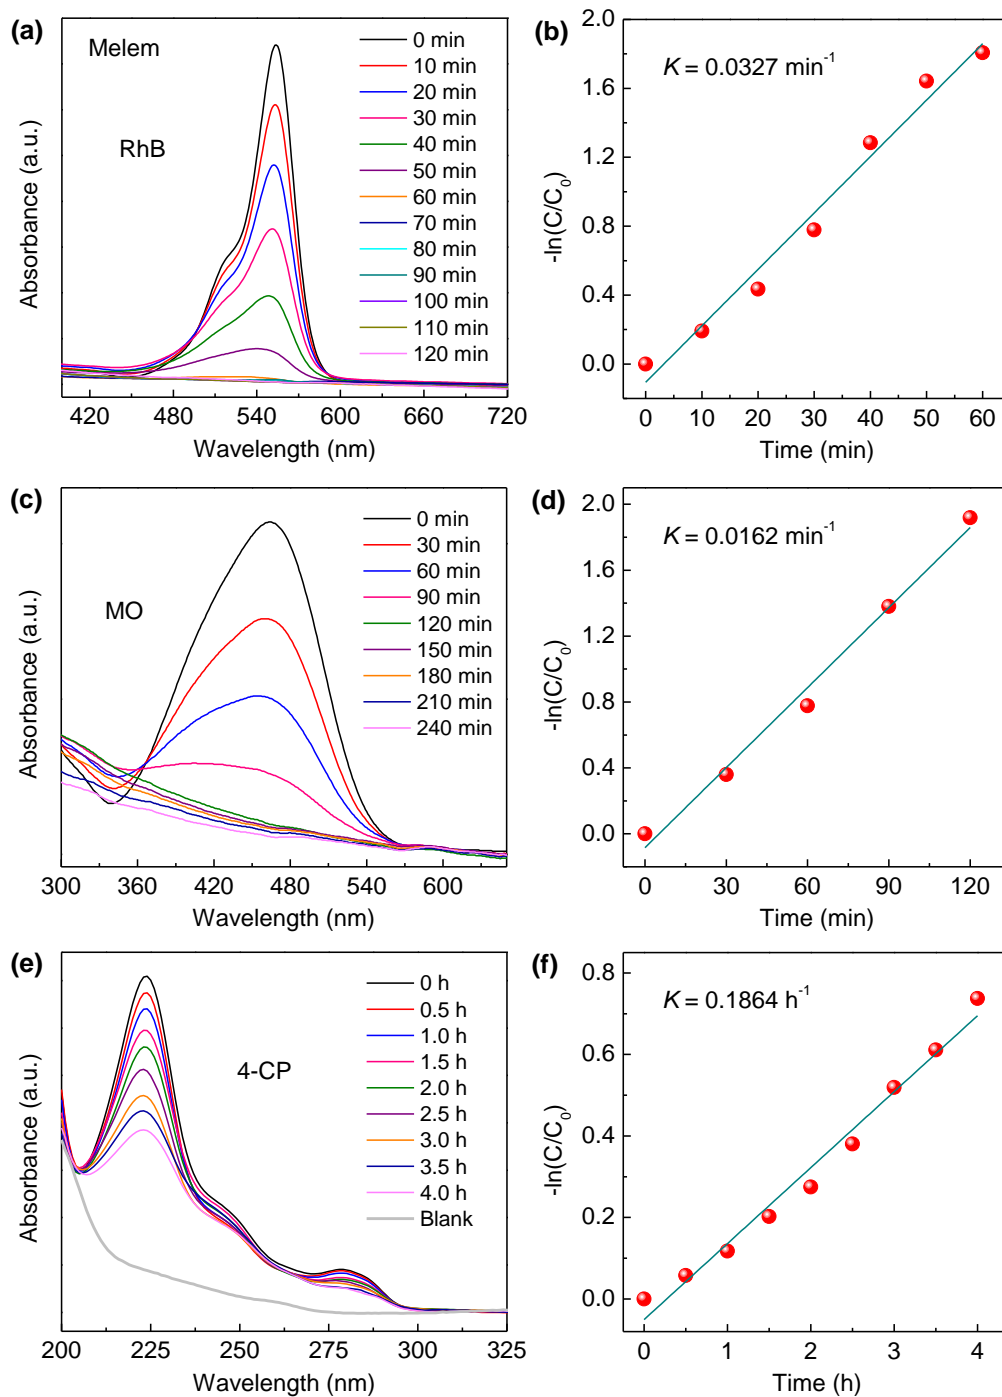 (a)
Melem
RhB
0 min
10 min
20 min
30 min
40 min
50 min
60 min
70 min
80 min
90 min
100 min
110 min
120 min
Absorbance (a.u.)
420 480 540 600 660 720
Wavelength (nm)
(b)
K = 0.0327 min⁻¹
2.0
1.6
1.2
0.8
0.4
0.0
-ln(C/C₀)
0 10 20 30 40 50 60
Time (min)
(c)
MO
0 min
30 min
60 min
90 min
120 min
150 min
180 min
210 min
240 min
Absorbance (a.u.)
300 360 420 480 540 600
Wavelength (nm)
(d)
K = 0.0162 min⁻¹
2.0
1.6
1.2
0.8
0.4
0.0
-ln(C/C₀)
0 30 60 90 120
Time (min)
(e)
4-CP
0 h
0.5 h
1.0 h
1.5 h
2.0 h
2.5 h
3.0 h
3.5 h
4.0 h
Blank
Absorbance (a.u.)
200 225 250 275 300 325
Wavelength (nm)
(f)
K = 0.1864 h⁻¹
0.8
0.6
0.4
0.2
0.0
-ln(C/C₀)
0 1 2 3 4
Time (h)